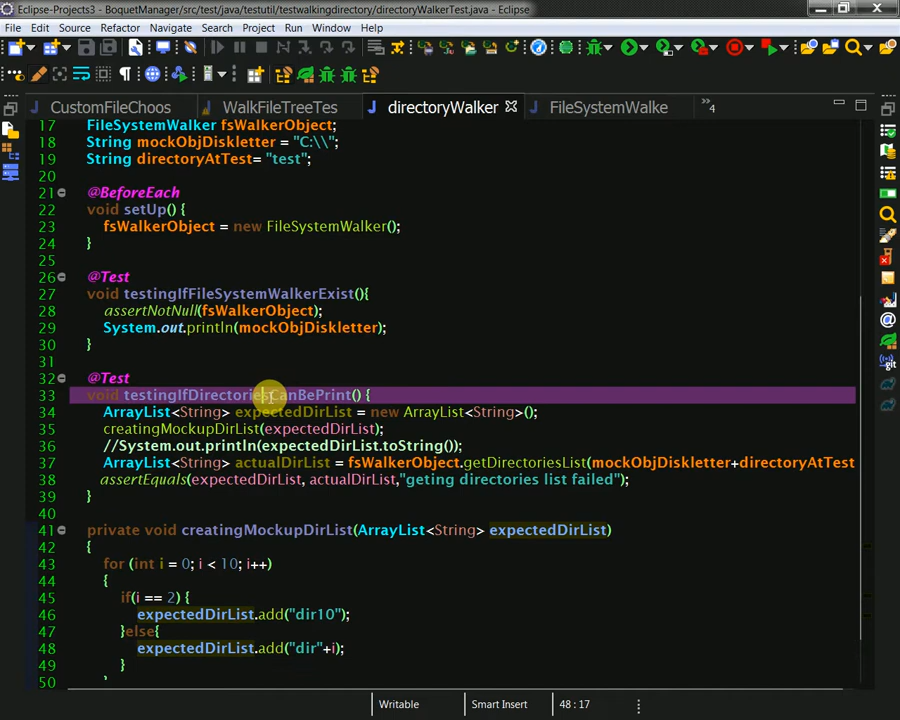 Eclipse-Projects3 - BoquetManager/src/test/java/testutil/testwalkingdirectory/directoryWalkerTest.java - Eclipse
File Edit Source Refactor Navigate Search Project Run Window Help
CustomFileChoos WalkFileTreeTes directoryWalker FileSystemWalke »4
17 FileSystemWalker fsWalkerObject;
18 String mockObjDiskletter = "C:\\";
19 String directoryAtTest= "test";
20
21 @BeforeEach
22 void setUp() {
23 fsWalkerObject = new FileSystemWalker();
24 }
25
26 @Test
27 void testingIfFileSystemWalkerExist(){
28 assertNotNull(fsWalkerObject);
29 System.out.println(mockObjDiskletter);
30 }
31
32 @Test
33 void testingIfDirectoriesCanBePrint() {
34 ArrayList<String> expectedDirList = new ArrayList<String>();
35 creatingMockupDirList(expectedDirList);
36 //System.out.println(expectedDirList.toString());
37 ArrayList<String> actualDirList = fsWalkerObject.getDirectoriesList(mockObjDiskletter+directoryAtTest
38 assertEquals(expectedDirList, actualDirList,"geting directories list failed");
39 }
40
41 private void creatingMockupDirList(ArrayList<String> expectedDirList)
42 {
43 for (int i = 0; i < 10; i++)
44 {
45 if(i == 2) {
46 expectedDirList.add("dir10");
47 }else{
48 expectedDirList.add("dir"+i);
49 }
50 }
Writable Smart Insert 48 : 17